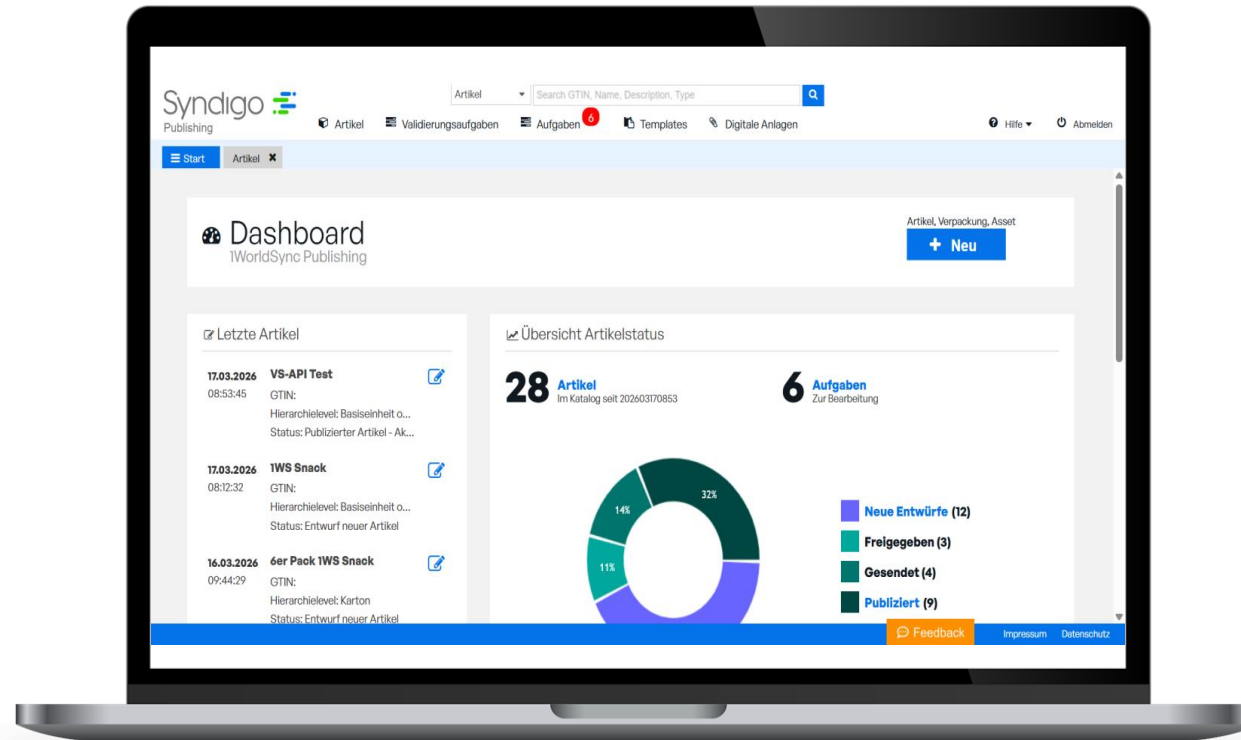 Syndigo
Publishing
Artikel
Search GTIN, Name, Description, Type
Artikel
Validierungsaufgaben
Aufgaben 6
Templates
Digitale Anlagen
Hilfe
Abmelden
Start
Artikel
Dashboard
1WorldSync Publishing
Artikel, Verpackung, Asset
+ Neu
Letzte Artikel
17.03.2026 VS-API Test
08:53:45 GTIN:
Hierarchielevel: Basiseinheit o...
Status: Publizierter Artikel - Ak...
17.03.2026 1WS Snack
08:12:32 GTIN:
Hierarchielevel: Basiseinheit o...
Status: Entwurf neuer Artikel
16.03.2026 6er Pack 1WS Snack
09:44:29 GTIN:
Hierarchielevel: Karton
Status: Entwurf neuer Artikel
Übersicht Artikelstatus
28 Artikel
Im Katalog seit 202603170853
6 Aufgaben
Zur Bearbeitung
32%
14%
11%
Neue Entwürfe (12)
Freigegeben (3)
Gesendet (4)
Publiziert (9)
Feedback
Impressum
Datenschutz